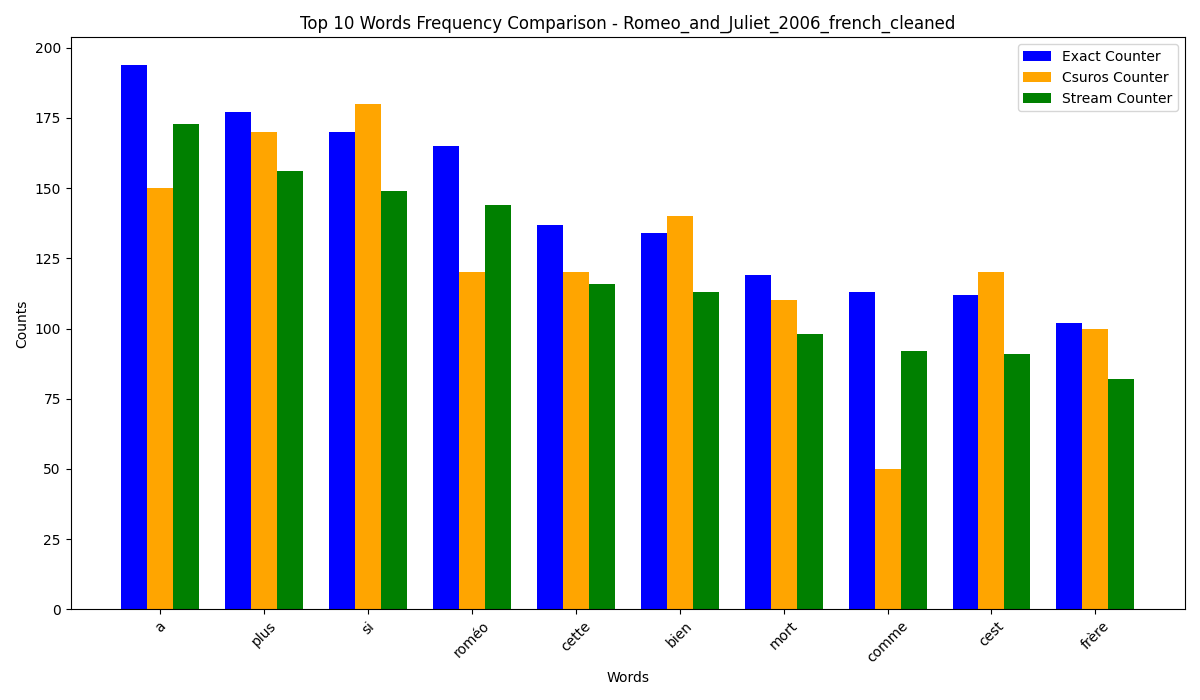 Top 10 Words Frequency Comparison - Romeo_and_Juliet_2006_french_cleaned
200
175
150
125
100
75
50
25
0
Counts
Exact Counter
Csuros Counter
Stream Counter
a
plus
si
roméo
cette
bien
mort
comme
cest
frère
Words